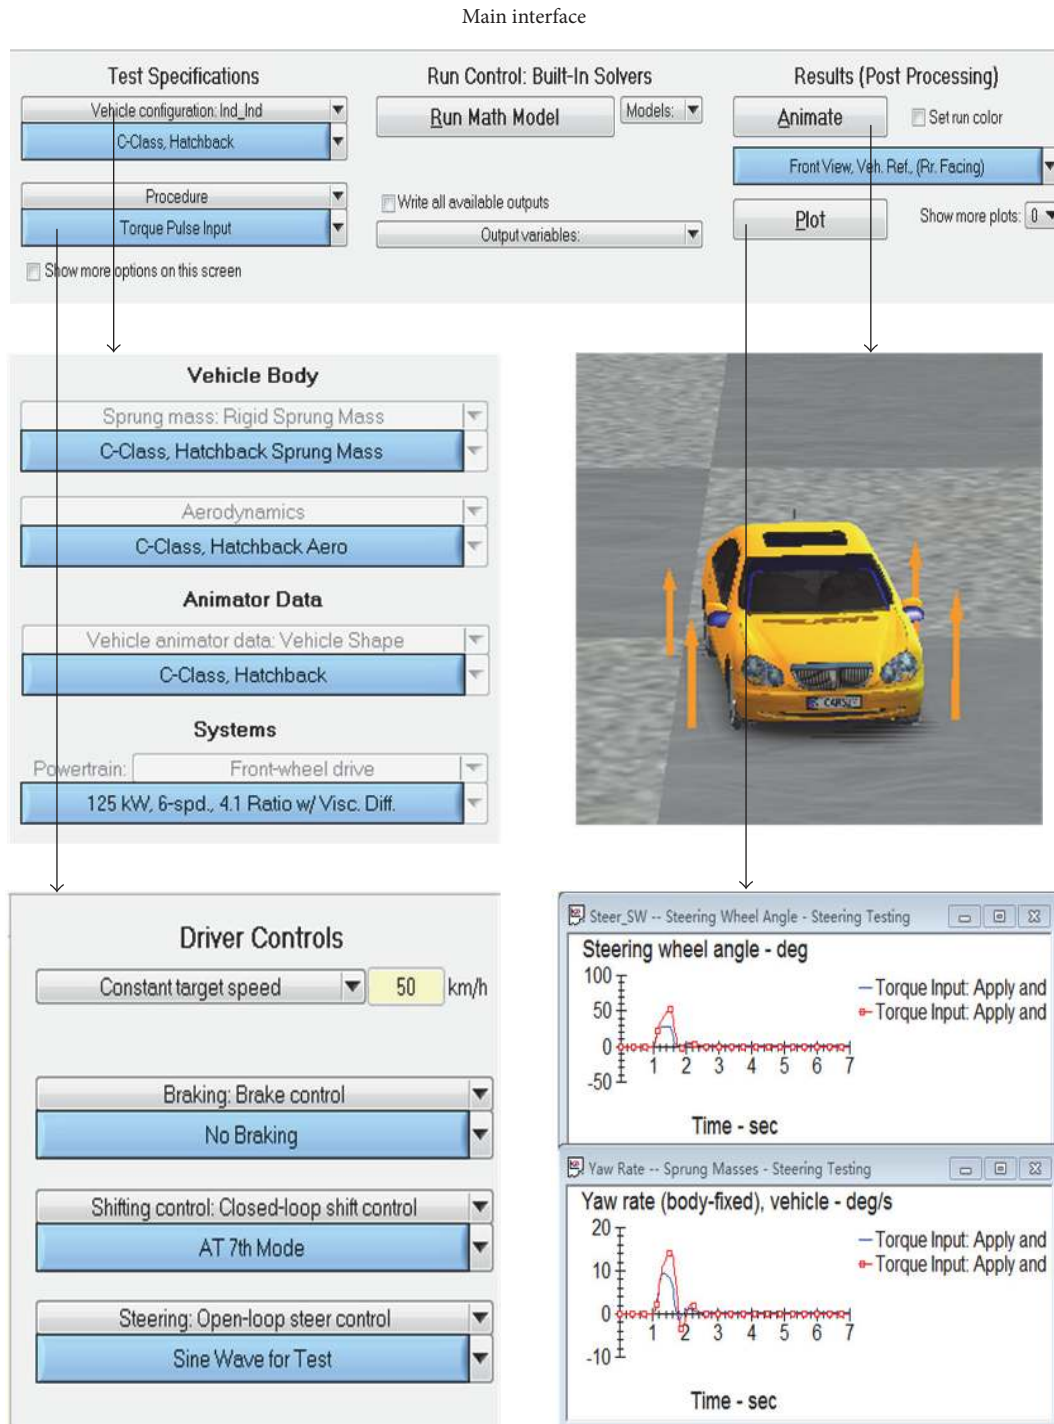 Main interface
Test Specifications
Vehicle configuration: Ind_Ind
C-Class, Hatchback
Procedure
Torque Pulse Input
Show more options on this screen
Run Control: Built-In Solvers
Run Math Model
Models:
Write all available outputs
Output variables:
Results (Post Processing)
Animate
Set run color
Front View, Veh. Ref., (Rr. Facing)
Plot
Show more plots: 0
Vehicle Body
Sprung mass: Rigid Sprung Mass
C-Class, Hatchback Sprung Mass
Aerodynamics
C-Class, Hatchback Aero
Animator Data
Vehicle animator data: Vehicle Shape
C-Class, Hatchback
Systems
Powertrain: Front-wheel drive
125 kW, 6-spd., 4.1 Ratio w/ Visc. Diff.
Driver Controls
Constant target speed 50 km/h
Braking: Brake control
No Braking
Shifting control: Closed-loop shift control
AT 7th Mode
Steering: Open-loop steer control
Sine Wave for Test
Steer_SW -- Steering Wheel Angle - Steering Testing
Steering wheel angle - deg
100
50
0
-50
1 2 3 4 5 6 7
Time - sec
Torque Input: Apply and
Torque Input: Apply and
Yaw Rate -- Sprung Masses - Steering Testing
Yaw rate (body-fixed), vehicle - deg/s
20
10
0
-10
1 2 3 4 5 6 7
Time - sec
Torque Input: Apply and
Torque Input: Apply and